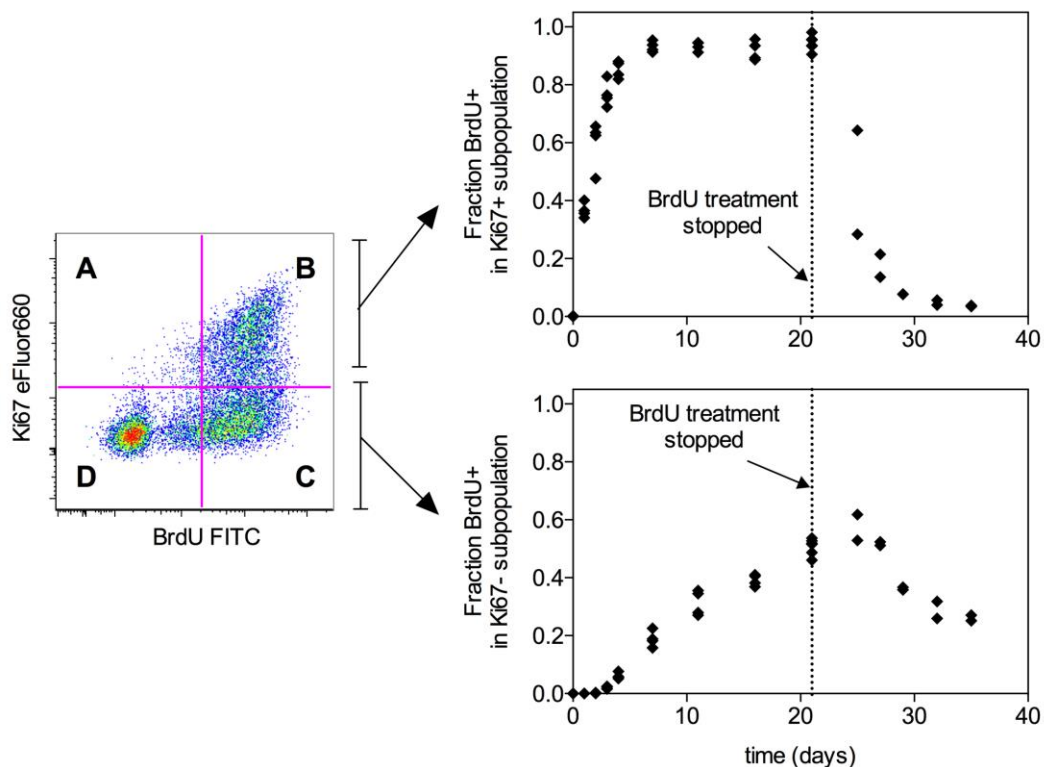 A
B
D
C
Ki67 eFluor660
BrdU FITC
Fraction BrdU+
in Ki67+ subpopulation
1.0
0.8
0.6
0.4
0.2
0.0
BrdU treatment
stopped
0
10
20
30
40
Fraction BrdU+
in Ki67- subpopulation
1.0
0.8
0.6
0.4
0.2
0.0
BrdU treatment
stopped
0
10
20
30
40
time (days)